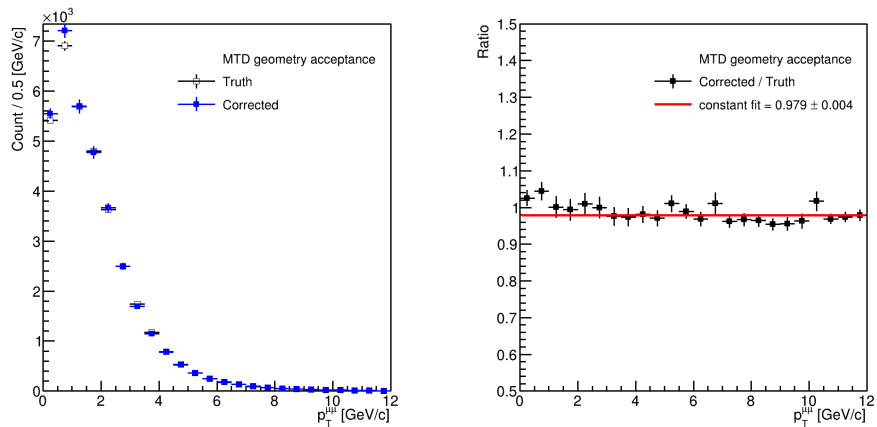 ×10³
Count / 0.5 [GeV/c]
7
6
5
4
3
2
1
0
MTD geometry acceptance
Truth
Corrected
0 2 4 6 8 10 12
p_T^μμ [GeV/c]
Ratio
1.5
1.4
1.3
1.2
1.1
1.0
0.9
0.8
0.7
0.6
0.5
MTD geometry acceptance
Corrected / Truth
constant fit = 0.979 ± 0.004
0 2 4 6 8 10 12
p_T^μμ [GeV/c]